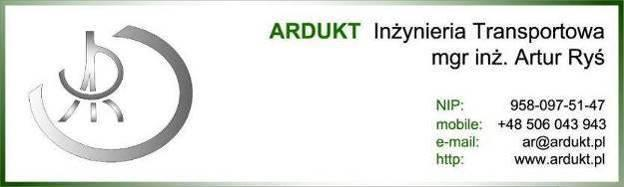 ARDUKT Inżynieria Transportowa
mgr inż. Artur Ryś
NIP: 958-097-51-47
mobile: +48 506 043 943
e-mail: ar@ardukt.pl
http: www.ardukt.pl